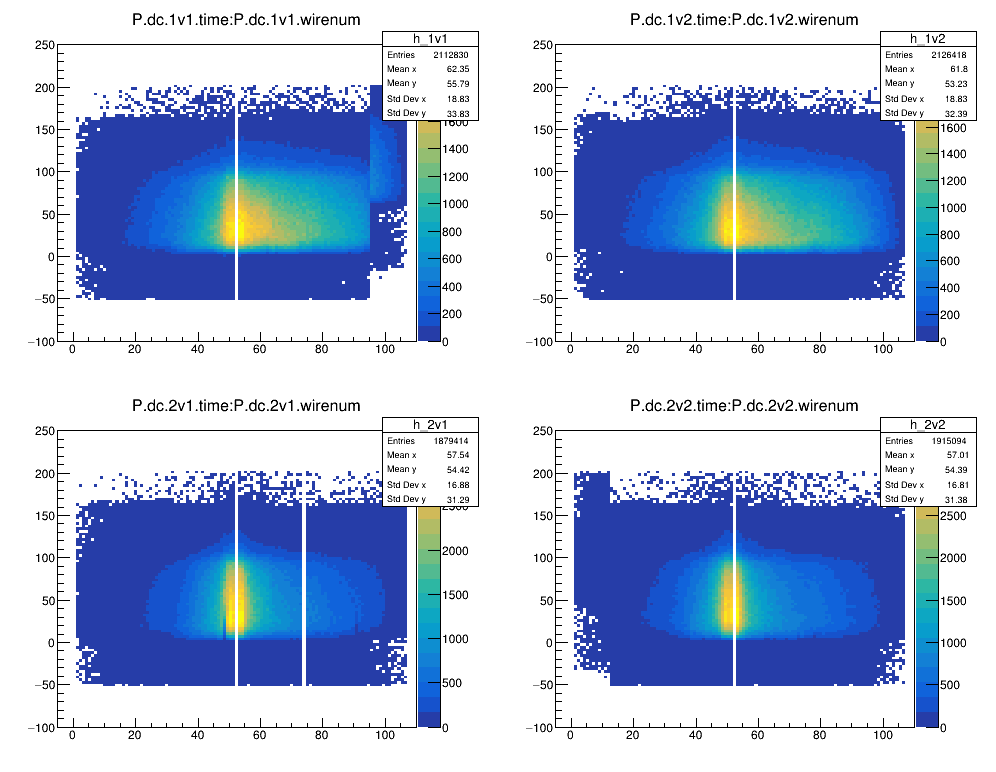 P.dc.1v1.time:P.dc.1v1.wirenum
h_1v1
Entries 2112830
Mean x 62.35
Mean y 55.79
Std Dev x 18.83
Std Dev y 33.83
250
200
150
100
50
0
−50
−100
0 20 40 60 80 100
1600
1400
1200
1000
800
600
400
200
0
P.dc.1v2.time:P.dc.1v2.wirenum
h_1v2
Entries 2126418
Mean x 61.8
Mean y 53.23
Std Dev x 18.83
Std Dev y 32.39
250
200
150
100
50
0
−50
−100
0 20 40 60 80 100
1600
1400
1200
1000
800
600
400
200
0
P.dc.2v1.time:P.dc.2v1.wirenum
h_2v1
Entries 1879414
Mean x 57.54
Mean y 54.42
Std Dev x 16.88
Std Dev y 31.29
250
200
150
100
50
0
−50
−100
0 20 40 60 80 100
2500
2000
1500
1000
500
0
P.dc.2v2.time:P.dc.2v2.wirenum
h_2v2
Entries 1915094
Mean x 57.01
Mean y 54.39
Std Dev x 16.81
Std Dev y 31.38
250
200
150
100
50
0
−50
−100
0 20 40 60 80 100
2500
2000
1500
1000
500
0